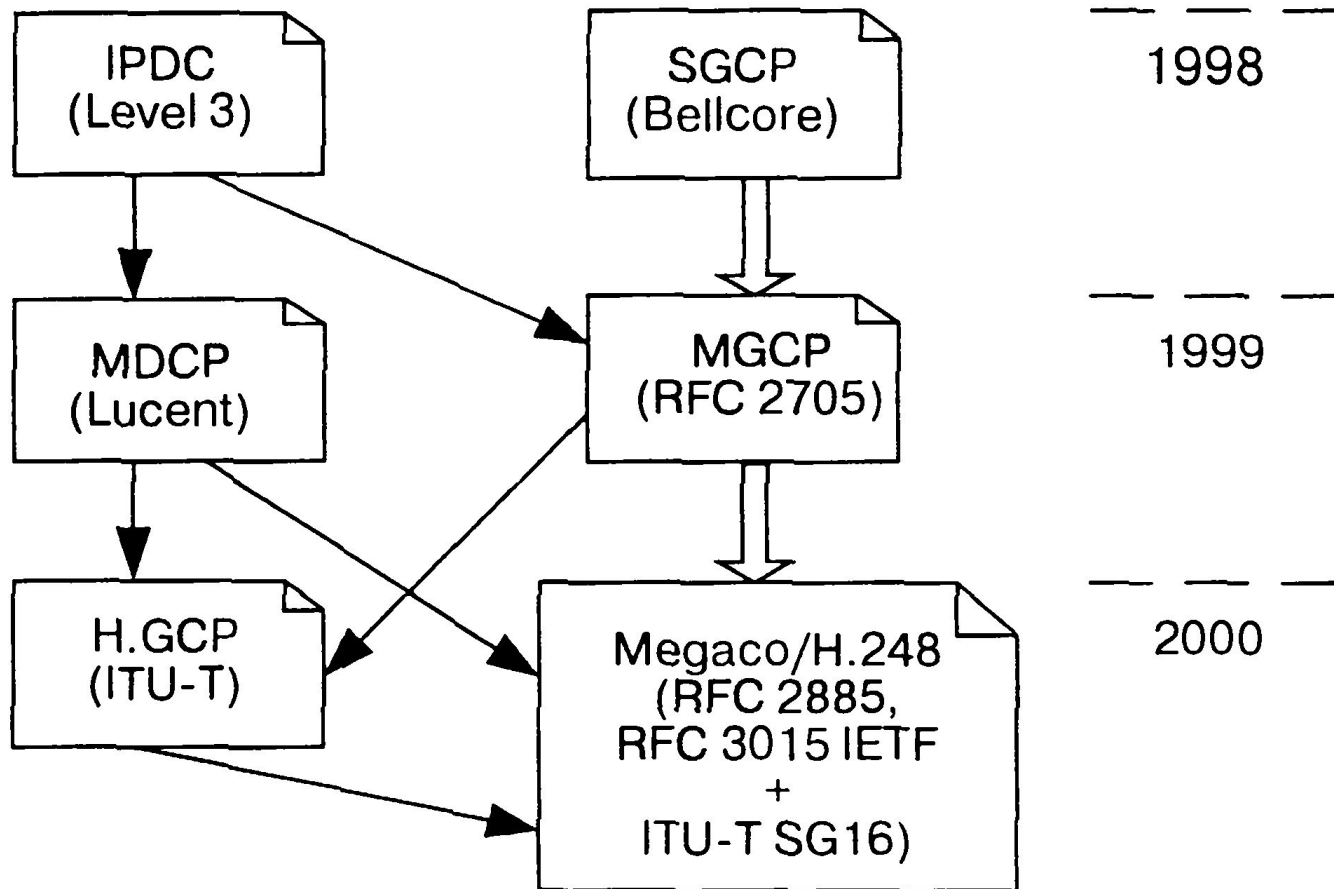 IPDC
(Level 3)
SGCP
(Bellcore)
1998
MDCP
(Lucent)
MGCP
(RFC 2705)
1999
H.GCP
(ITU-T)
Megaco/H.248
(RFC 2885,
RFC 3015 IETF
+
ITU-T SG16)
2000